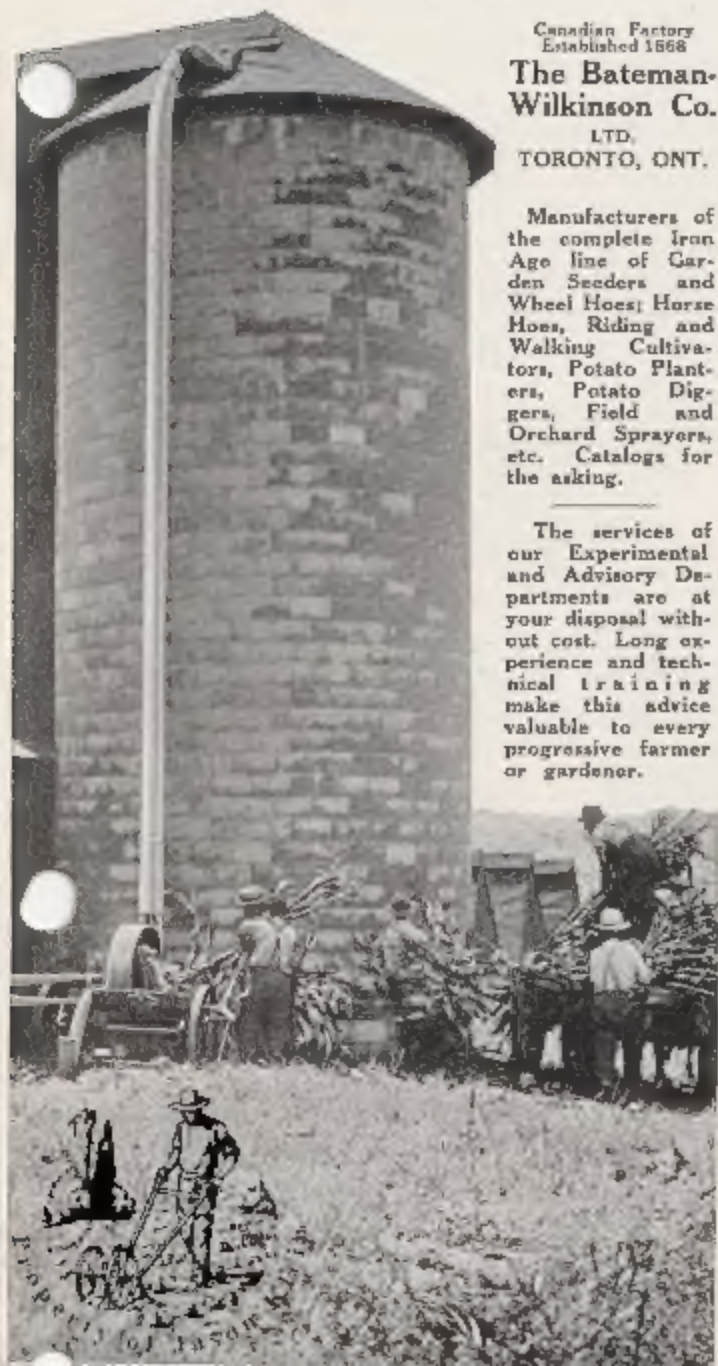 Canadian Factory
Established 1868
The Bateman-
Wilkinson Co.
LTD.
TORONTO, ONT.
Manufacturers of
the complete Iron
Age line of Gar-
den Seeders and
Wheel Hoes; Horse
Hoes, Riding and
Walking Cultiva-
tors, Potato Plant-
ers, Potato Dig-
gers, Field and
Orchard Sprayers,
etc. Catalogs for
the asking.
The services of
our Experimental
and Advisory De-
partments are at
your disposal with-
out cost. Long ex-
perience and tech-
nical training
make this advice
valuable to every
progressive farmer
or gardener.
Property of